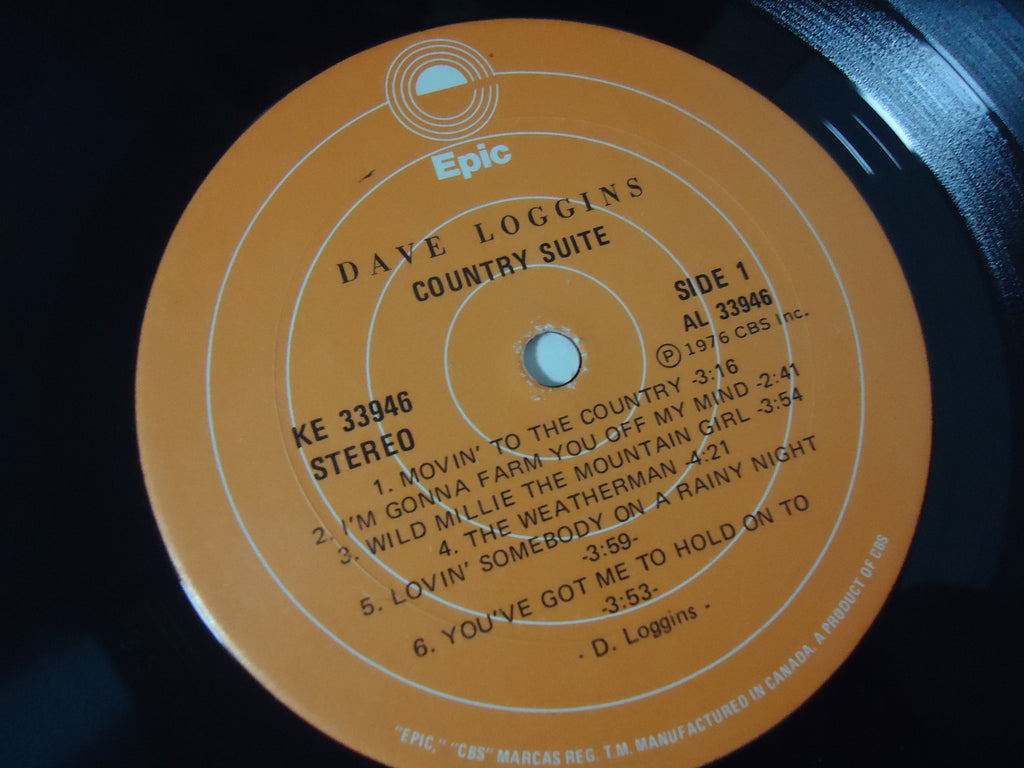 Epic
DAVE LOGGINS
COUNTRY SUITE
SIDE 1
AL 33946
Ⓟ 1976 CBS Inc.
KE 33946
STEREO
1. MOVIN' TO THE COUNTRY -3:16
2. I'M GONNA FARM YOU OFF MY MIND -2:41
3. WILD MILLIE THE MOUNTAIN GIRL -3:54
4. THE WEATHERMAN -4:21
5. LOVIN' SOMEBODY ON A RAINY NIGHT
-3:59-
6. YOU'VE GOT ME TO HOLD ON TO
-3:53-
- D. Loggins -
"EPIC," "CBS" MARCAS REG. T.M. MANUFACTURED IN CANADA. A PRODUCT OF CBS